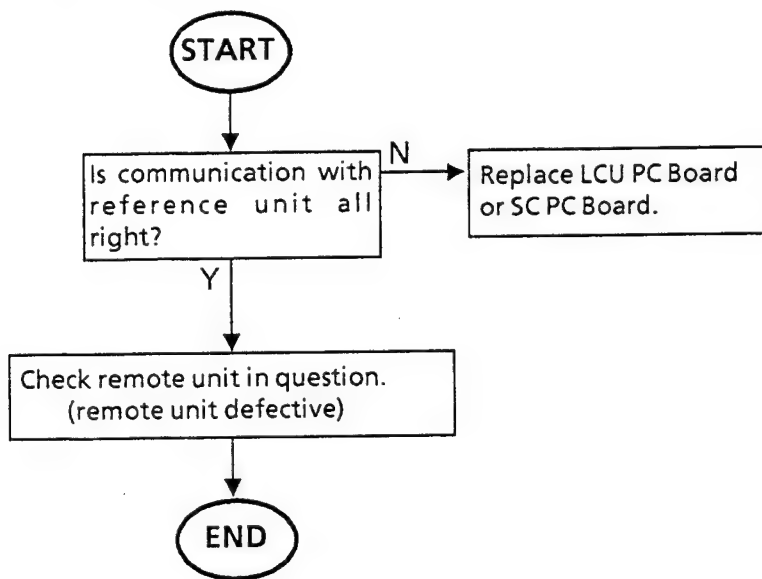 START
Is communication with
reference unit all
right?
N
Replace LCU PC Board
or SC PC Board.
Y
Check remote unit in question.
(remote unit defective)
END